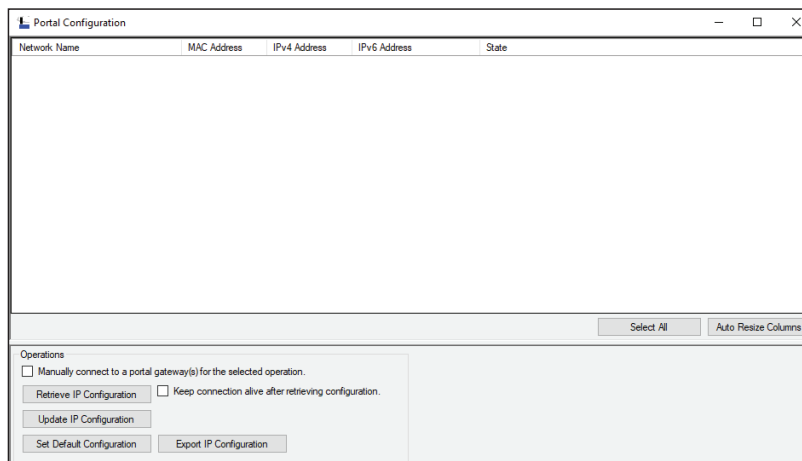 Portal Configuration
Network Name MAC Address IPv4 Address IPv6 Address State
Select All Auto Resize Columns
Operations
Manually connect to a portal gateway(s) for the selected operation.
Retrieve IP Configuration Keep connection alive after retrieving configuration.
Update IP Configuration
Set Default Configuration Export IP Configuration